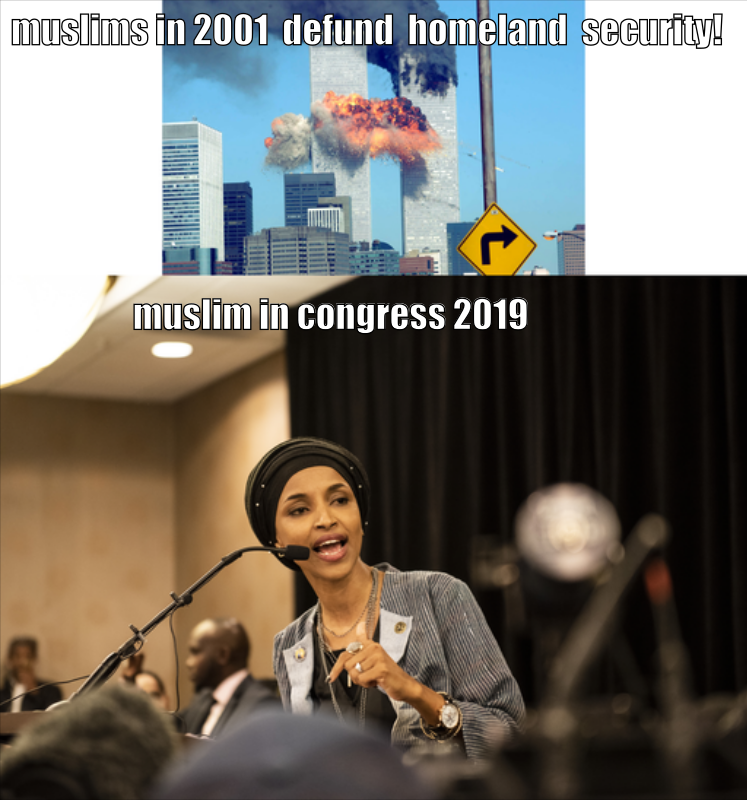 muslims in 2001 defund homeland security!
muslim in congress 2019